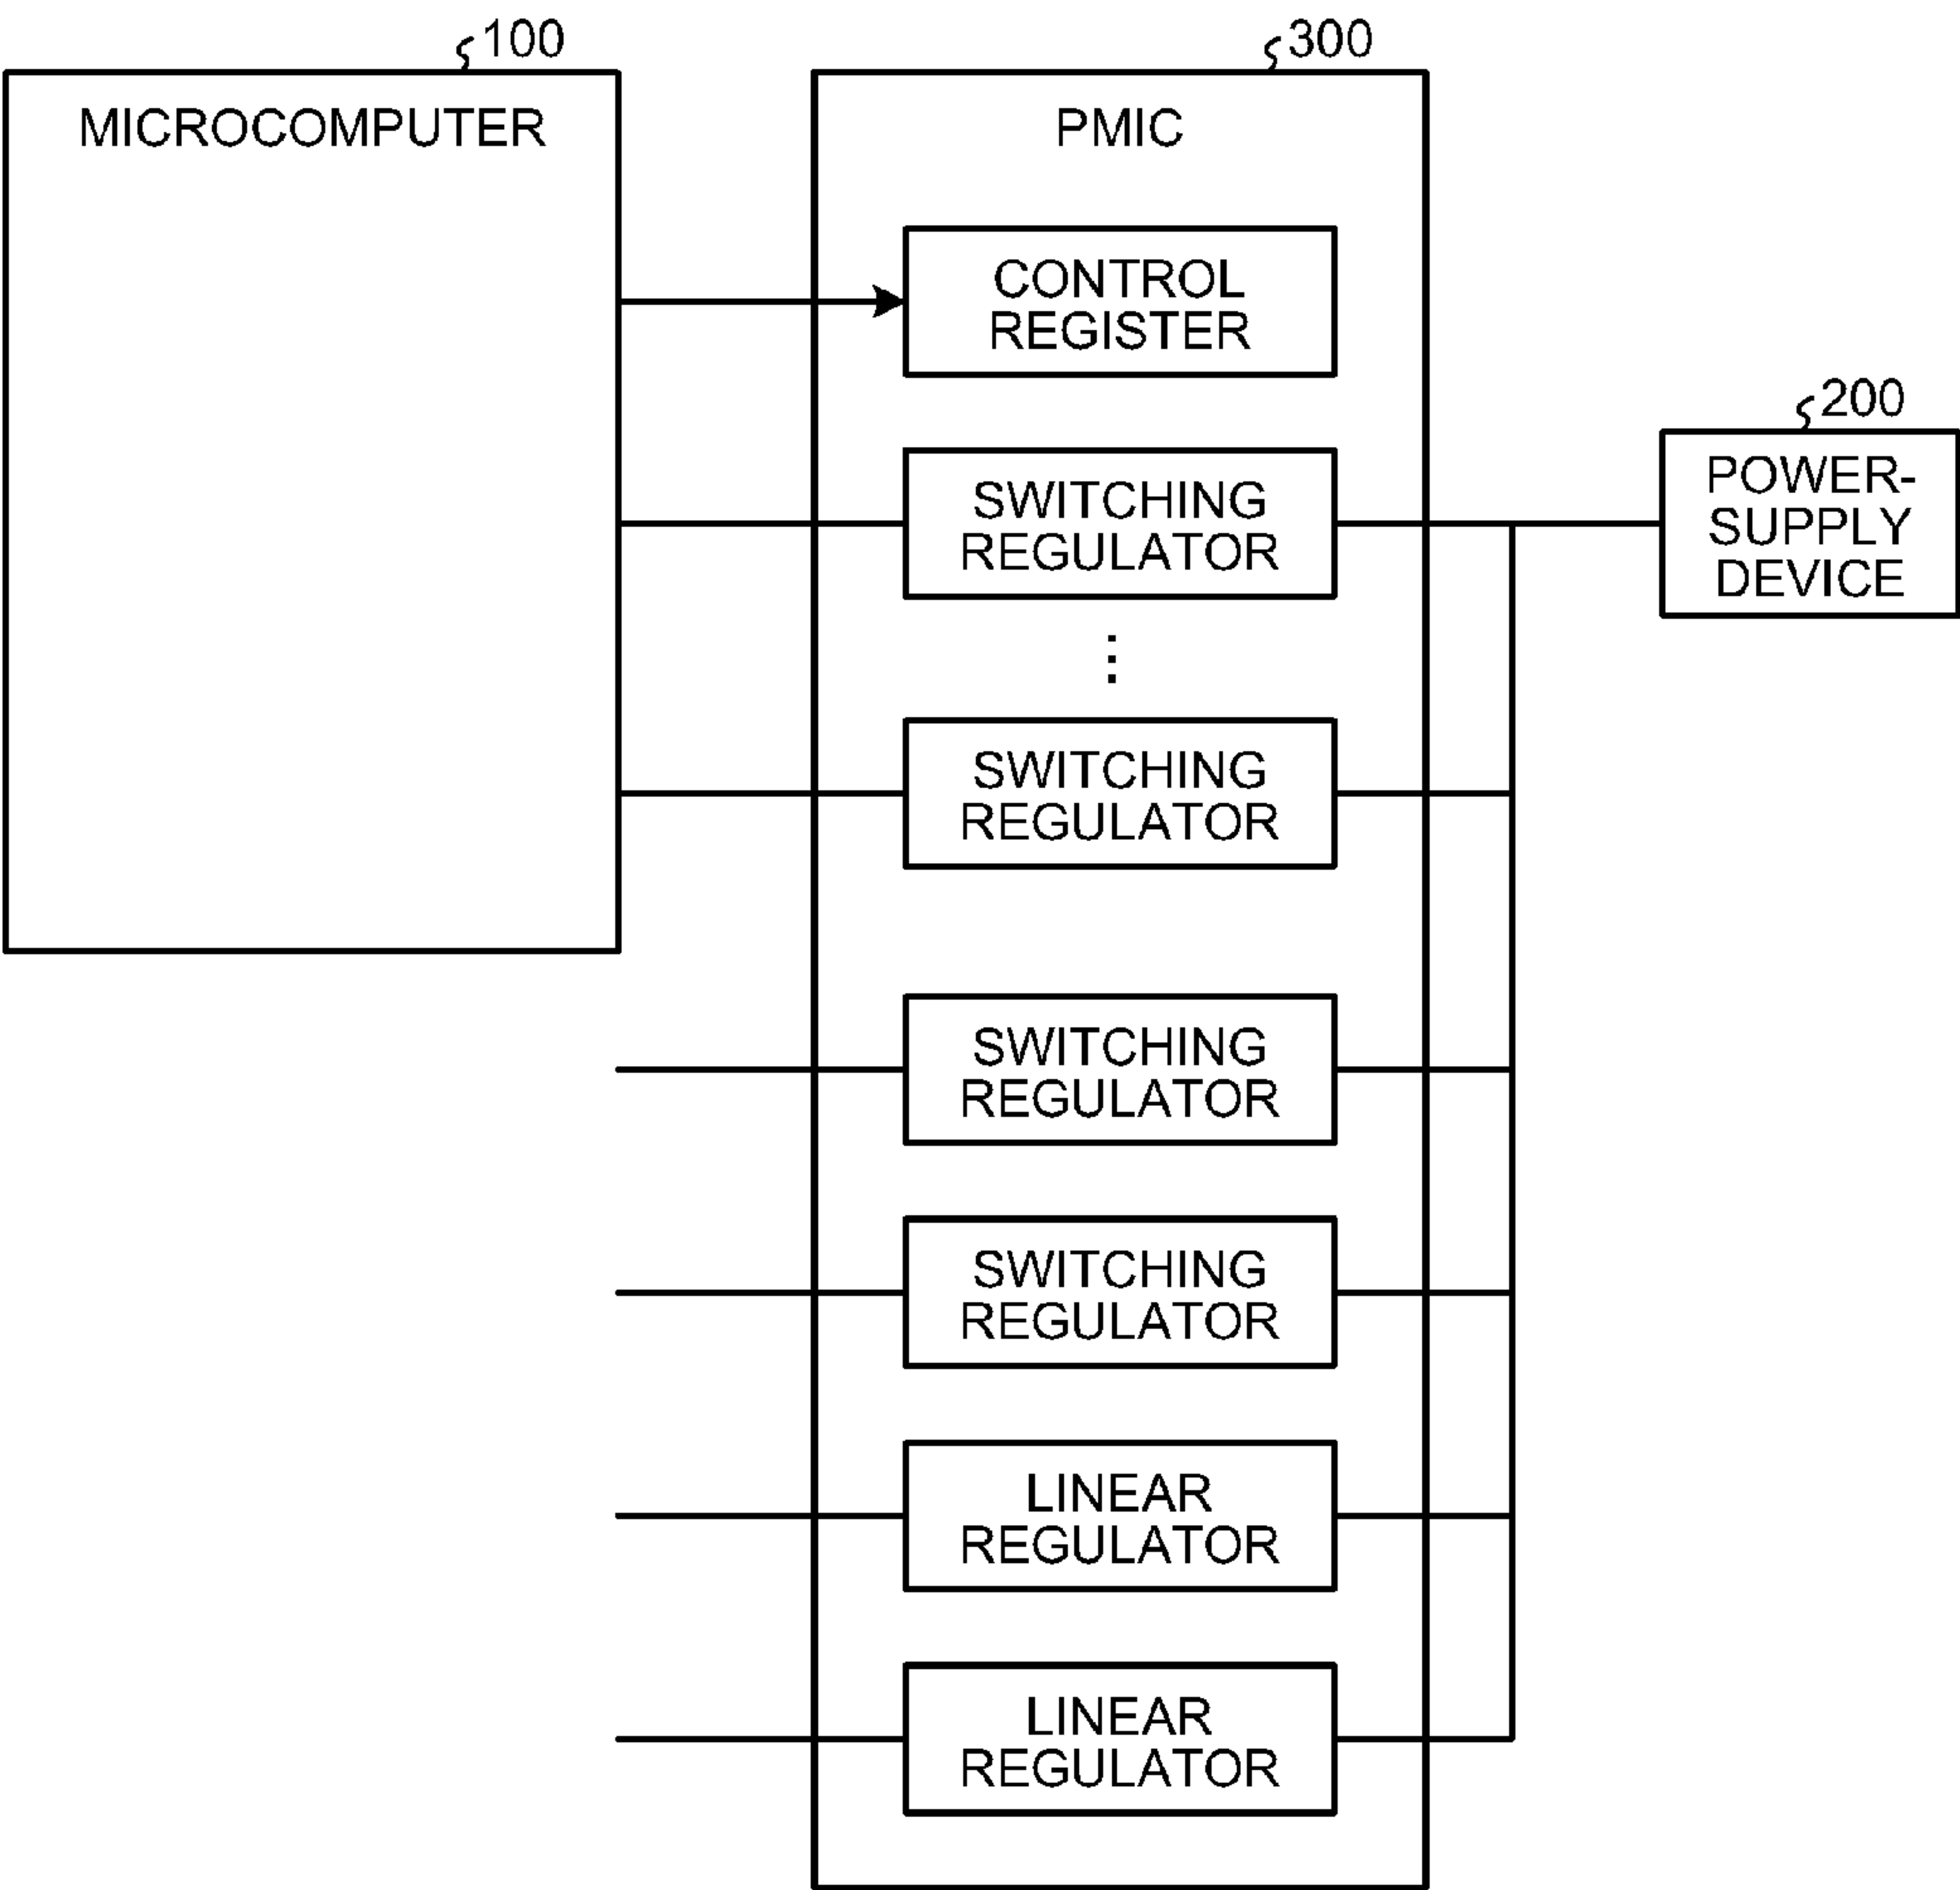 100
MICROCOMPUTER
300
PMIC
CONTROL
REGISTER
SWITCHING
REGULATOR
200
POWER-
SUPPLY
DEVICE
SWITCHING
REGULATOR
SWITCHING
REGULATOR
SWITCHING
REGULATOR
LINEAR
REGULATOR
LINEAR
REGULATOR